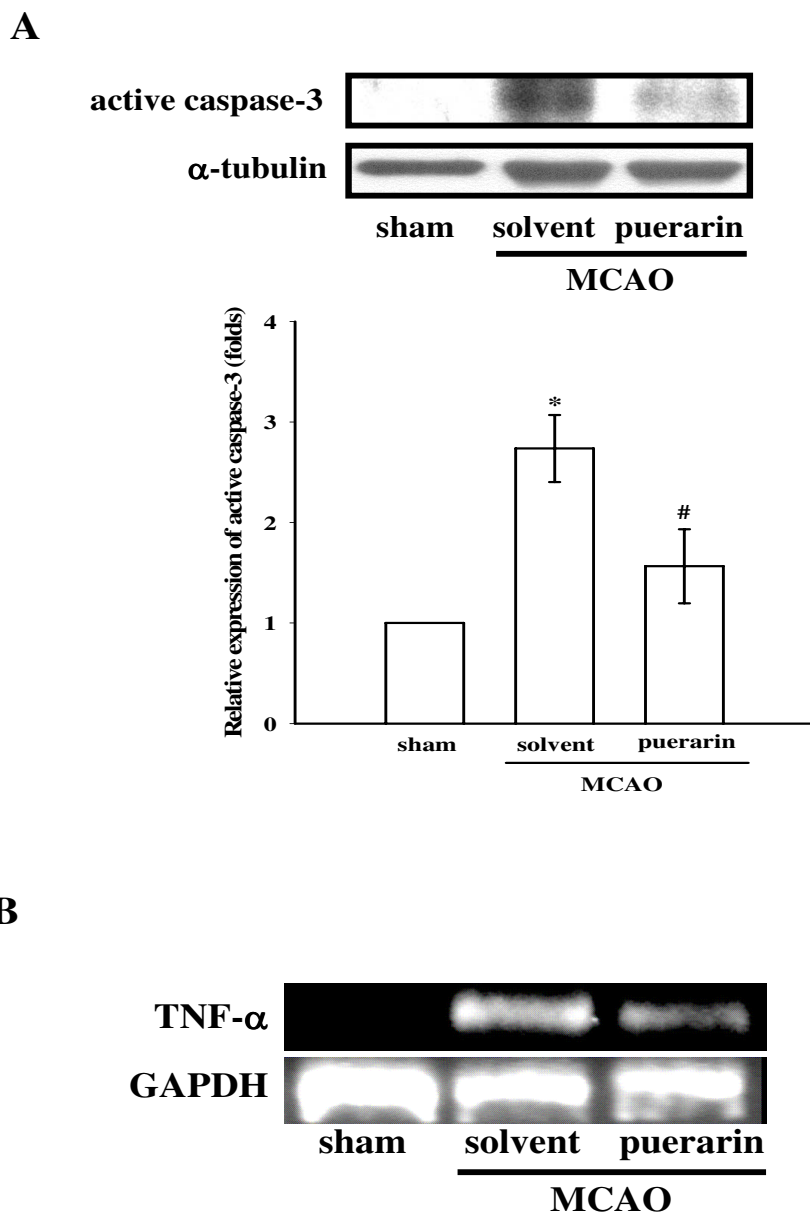 A
active caspase-3
α-tubulin
sham solvent puerarin
MCAO
Relative expression of active caspase-3 (folds)
4
3
2
1
0
*
#
sham solvent puerarin
MCAO
B
TNF-α
GAPDH
sham solvent puerarin
MCAO